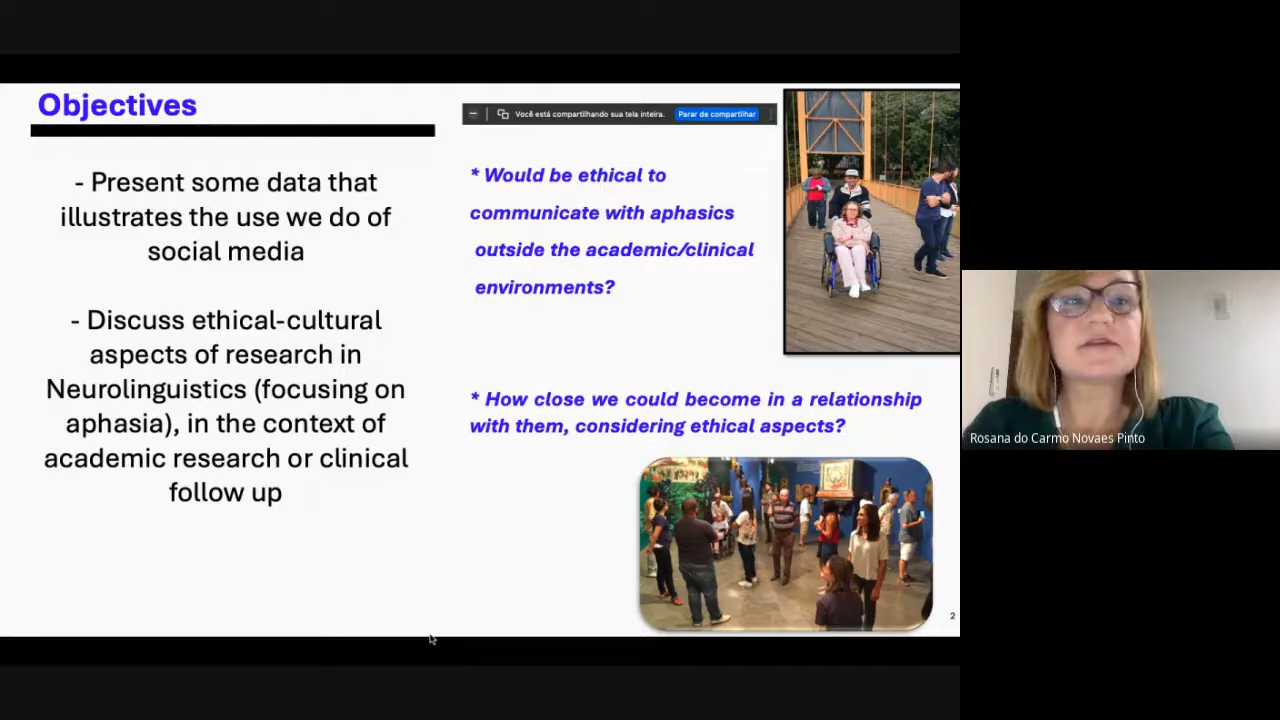 Objectives
- Present some data that
illustrates the use we do of
social media
- Discuss ethical-cultural
aspects of research in
Neurolinguistics (focusing on
aphasia), in the context of
academic research or clinical
follow up
Você está compartilhando sua tela inteira. Parar de compartilhar
* Would be ethical to
communicate with aphasics
outside the academic/clinical
environments?
* How close we could become in a relationship
with them, considering ethical aspects?
2
Rosana do Carmo Novaes Pinto